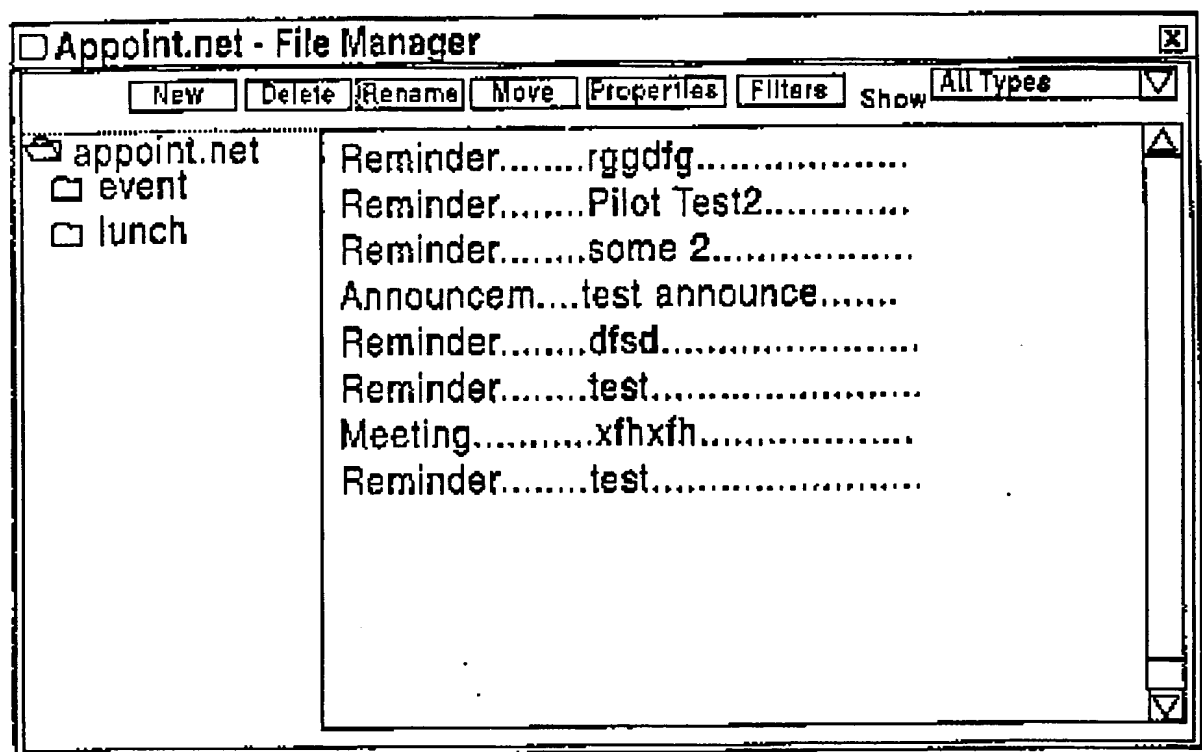 Appoint.net - File Manager X
New Delete Rename Move Properties Filters Show All Types
appoint.net
event
lunch
Reminder........rggdfg...................
Reminder........Pilot Test2.............
Reminder........some 2..................
Announcem....test announce.......
Reminder........dfsd.......................
Reminder........test........................
Meeting...........xfhxfh...................
Reminder........test........................